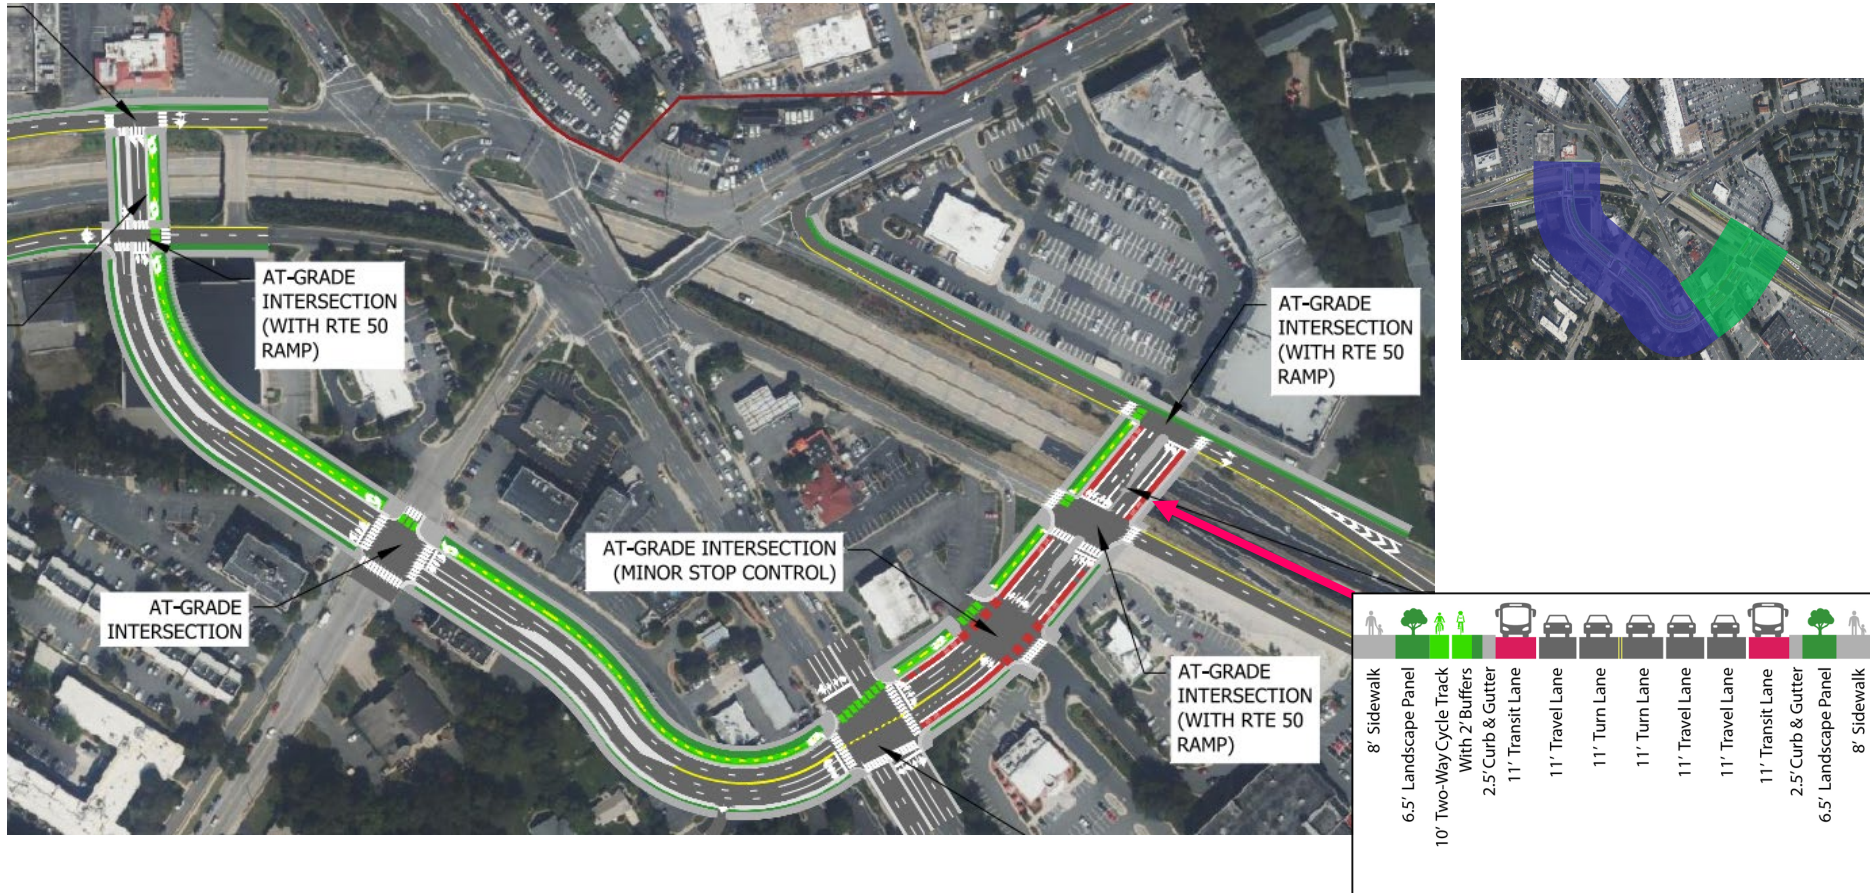 AT-GRADE
INTERSECTION
(WITH RTE 50
RAMP)
AT-GRADE
INTERSECTION
(WITH RTE 50
RAMP)
AT-GRADE INTERSECTION
(MINOR STOP CONTROL)
AT-GRADE
INTERSECTION
AT-GRADE
INTERSECTION
(WITH RTE 50
RAMP)
8’ Sidewalk
6.5’ Landscape Panel
10’ Two-Way Cycle Track
With 2’ Buffers
2.5’ Curb & Gutter
11’ Transit Lane
11’ Travel Lane
11’ Turn Lane
11’ Turn Lane
11’ Travel Lane
11’ Travel Lane
11’ Transit Lane
2.5’ Curb & Gutter
6.5’ Landscape Panel
8’ Sidewalk